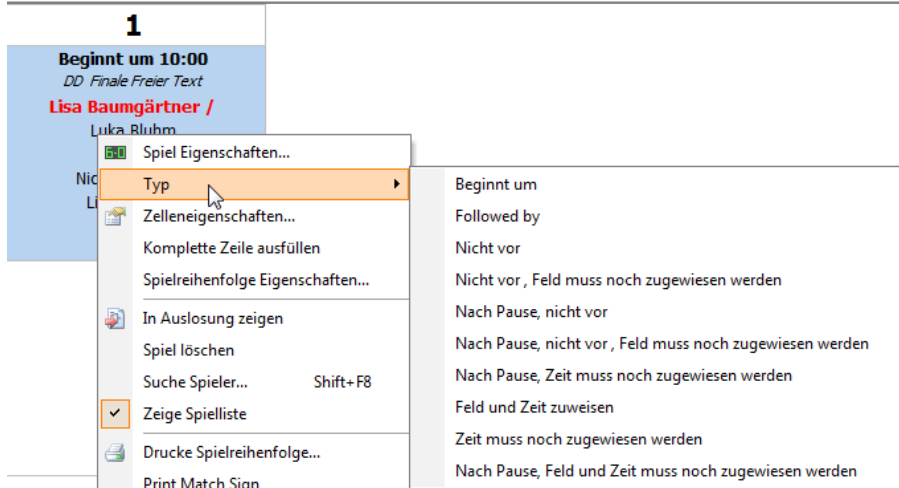 1
Beginnt um 10:00
DD Finale Freier Text
Lisa Baumgärtner /
Luka Bluhm
Spiel Eigenschaften...
Typ
Zelleneigenschaften...
Komplette Zeile ausfüllen
Spielreihenfolge Eigenschaften...
In Auslosung zeigen
Spiel löschen
Suche Spieler... Shift+F8
Zeige Spielliste
Drucke Spielreihenfolge...
Print Match Sign
Beginnt um
Followed by
Nicht vor
Nicht vor , Feld muss noch zugewiesen werden
Nach Pause, nicht vor
Nach Pause, nicht vor , Feld muss noch zugewiesen werden
Nach Pause, Zeit muss noch zugewiesen werden
Feld und Zeit zuweisen
Zeit muss noch zugewiesen werden
Nach Pause, Feld und Zeit muss noch zugewiesen werden